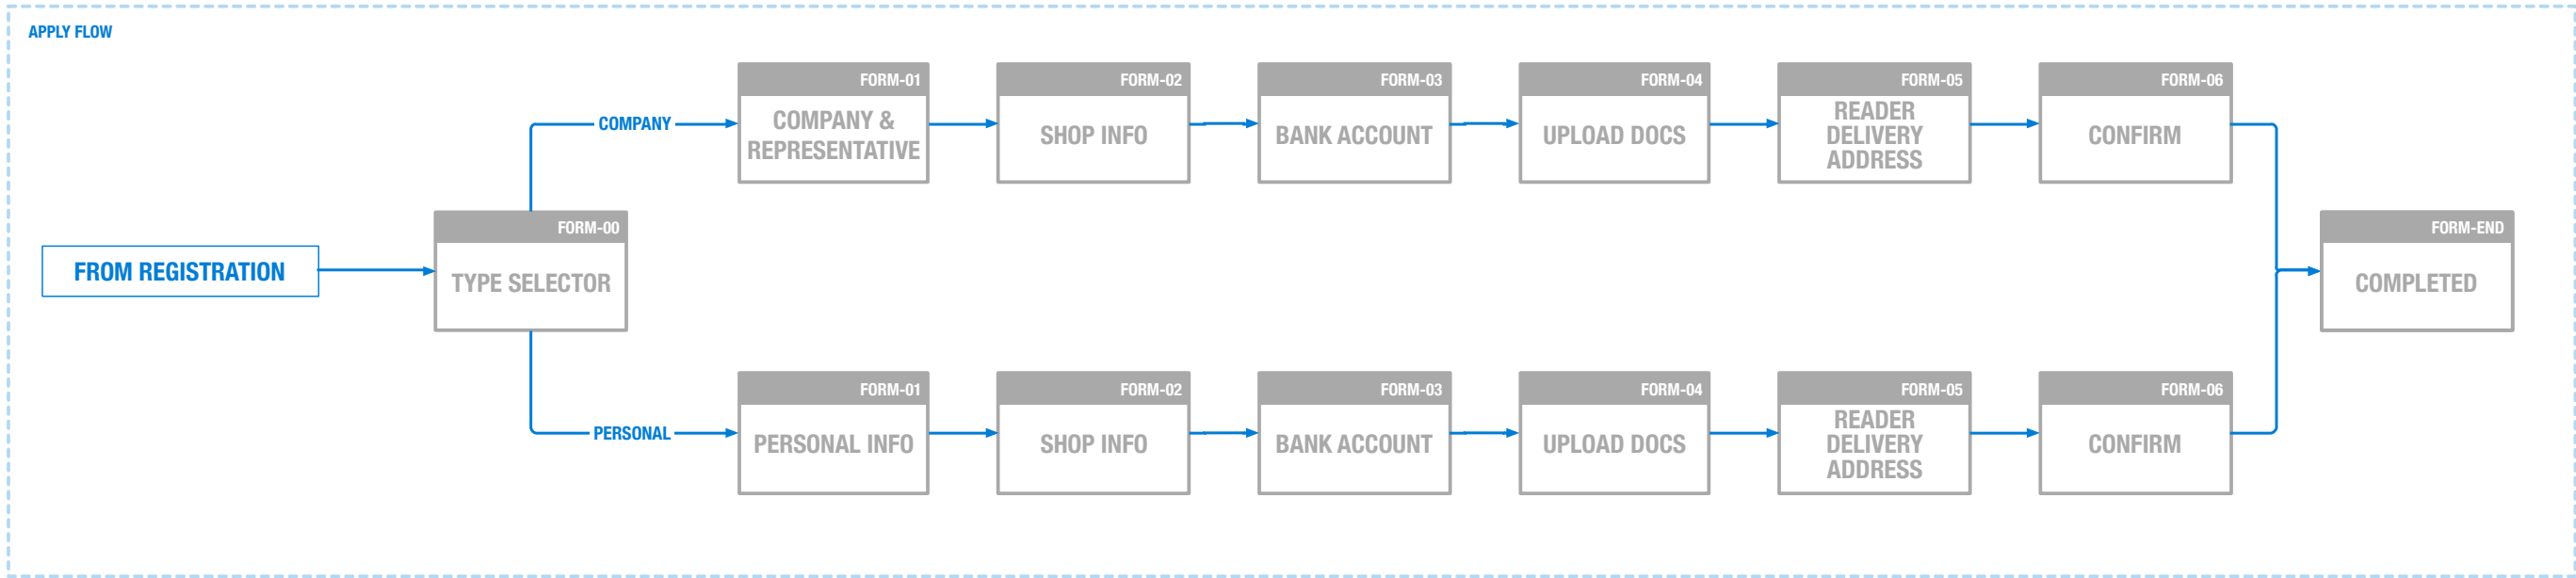 APPLY FLOW
FORM-01
COMPANY &
REPRESENTATIVE
FORM-02
SHOP INFO
FORM-03
BANK ACCOUNT
FORM-04
UPLOAD DOCS
FORM-05
READER
DELIVERY
ADDRESS
FORM-06
CONFIRM
COMPANY
FROM REGISTRATION
FORM-00
TYPE SELECTOR
FORM-END
COMPLETED
PERSONAL
FORM-01
PERSONAL INFO
FORM-02
SHOP INFO
FORM-03
BANK ACCOUNT
FORM-04
UPLOAD DOCS
FORM-05
READER
DELIVERY
ADDRESS
FORM-06
CONFIRM